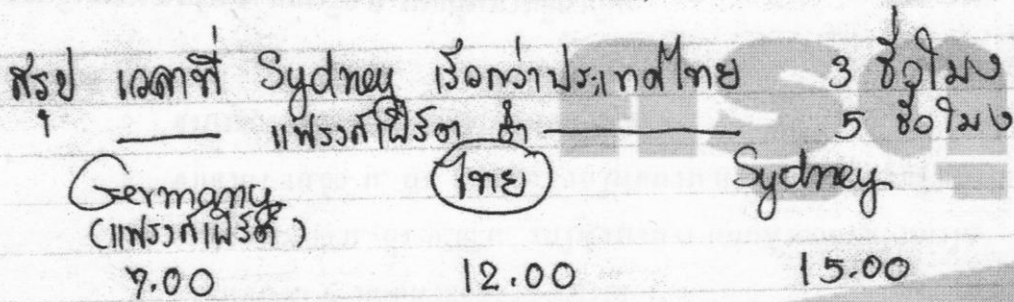 สรุป เวลาที่ Sydney เร็วกว่าประเทศไทย 3 ชั่วโมง
" ——— แฟรงค์เฟิร์ต ช้า ——— 5 ชั่วโมง
Germany ไทย Sydney
(แฟรงค์เฟิร์ต)
7.00 12.00 15.00